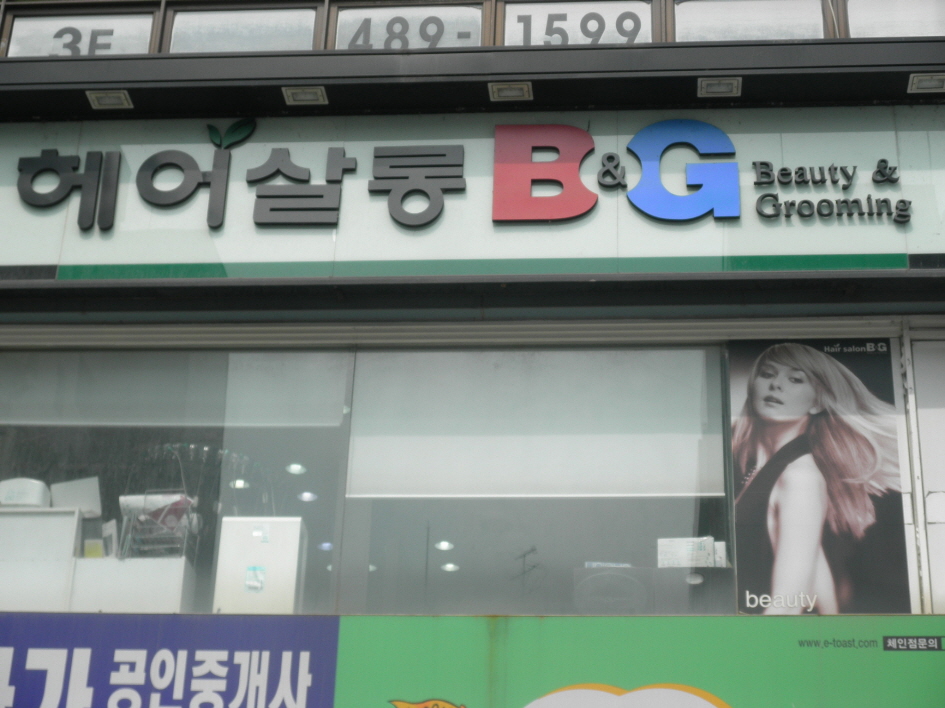 3F 489-1599
헤어살롱 B&G Beauty & Grooming
Hair salon B&G
beauty
www.e-toast.com 체인점문의
공인중개사